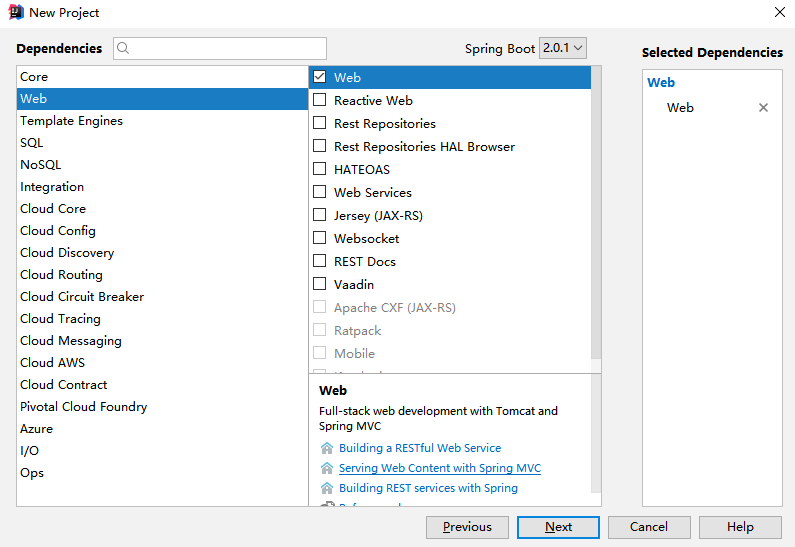 New Project
Dependencies
Spring Boot 2.0.1
Selected Dependencies
Core
Web
Template Engines
SQL
NoSQL
Integration
Cloud Core
Cloud Config
Cloud Discovery
Cloud Routing
Cloud Circuit Breaker
Cloud Tracing
Cloud Messaging
Cloud AWS
Cloud Contract
Pivotal Cloud Foundry
Azure
I/O
Ops
Web
Reactive Web
Rest Repositories
Rest Repositories HAL Browser
HATEOAS
Web Services
Jersey (JAX-RS)
Websocket
REST Docs
Vaadin
Apache CXF (JAX-RS)
Ratpack
Mobile
Web
Full-stack web development with Tomcat and
Spring MVC
Building a RESTful Web Service
Serving Web Content with Spring MVC
Building REST services with Spring
Web
Web
Previous
Next
Cancel
Help